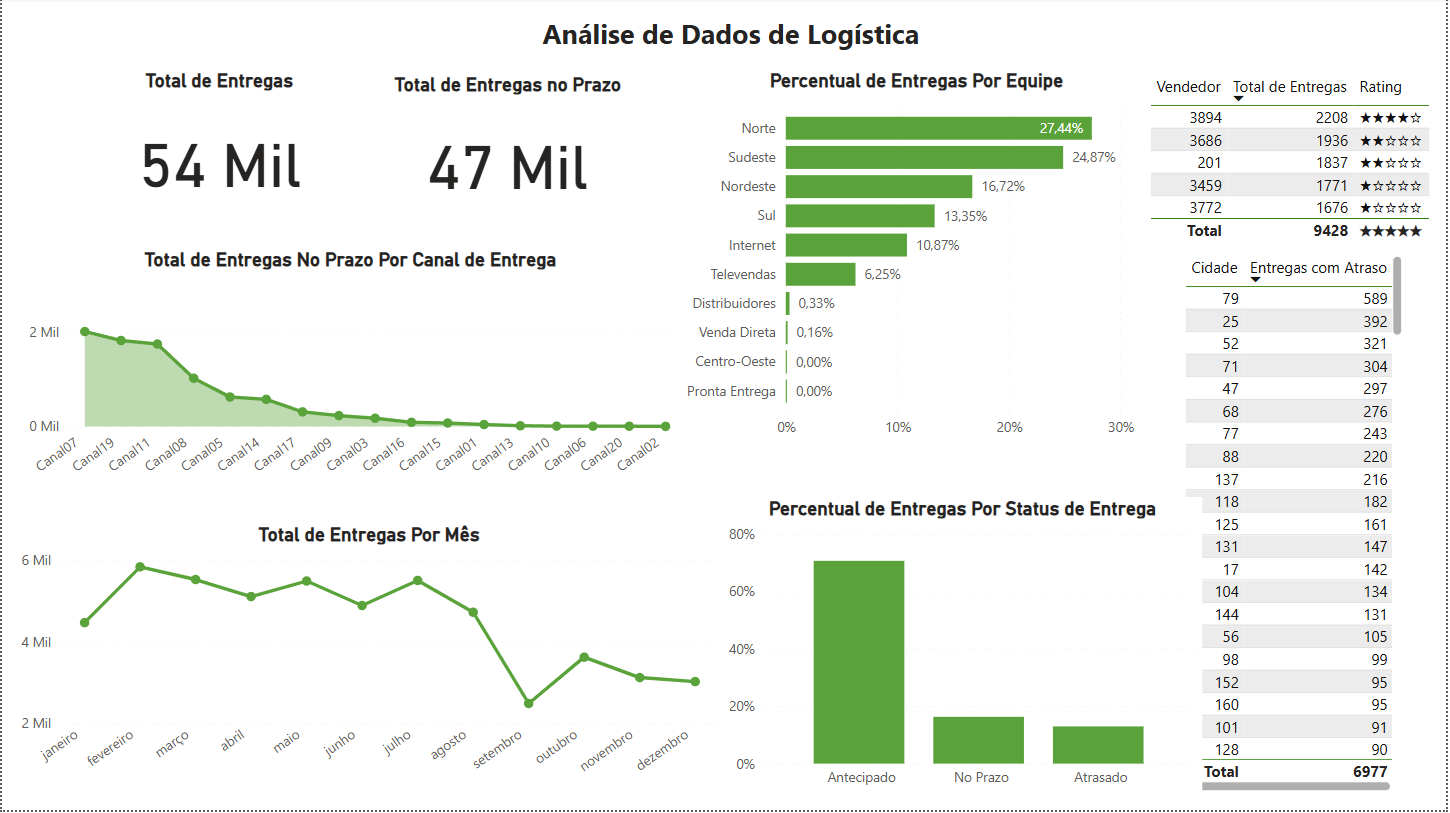 Análise de Dados de Logística
Total de Entregas
54 Mil
Total de Entregas no Prazo
47 Mil
Percentual de Entregas Por Equipe
Norte 27,44%
Sudeste 24,87%
Nordeste 16,72%
Sul 13,35%
Internet 10,87%
Televendas 6,25%
Distribuidores 0,33%
Venda Direta 0,16%
Centro-Oeste 0,00%
Pronta Entrega 0,00%
0% 10% 20% 30%
Vendedor Total de Entregas Rating
3894 2208 ★★★★☆
3686 1936 ★★☆☆☆
201 1837 ★★☆☆☆
3459 1771 ★☆☆☆☆
3772 1676 ★☆☆☆☆
Total 9428 ★★★★★
Total de Entregas No Prazo Por Canal de Entrega
2 Mil
0 Mil
Canal07 Canal19 Canal11 Canal08 Canal05 Canal14 Canal17 Canal09 Canal03 Canal16 Canal15 Canal01 Canal13 Canal10 Canal06 Canal20 Canal02
Total de Entregas Por Mês
6 Mil
4 Mil
2 Mil
janeiro fevereiro março abril maio junho julho agosto setembro outubro novembro dezembro
Percentual de Entregas Por Status de Entrega
80%
60%
40%
20%
0%
Antecipado No Prazo Atrasado
Cidade Entregas com Atraso
79 589
25 392
52 321
71 304
47 297
68 276
77 243
88 220
137 216
118 182
125 161
131 147
17 142
104 134
144 131
56 105
98 99
152 95
160 95
101 91
128 90
Total 6977